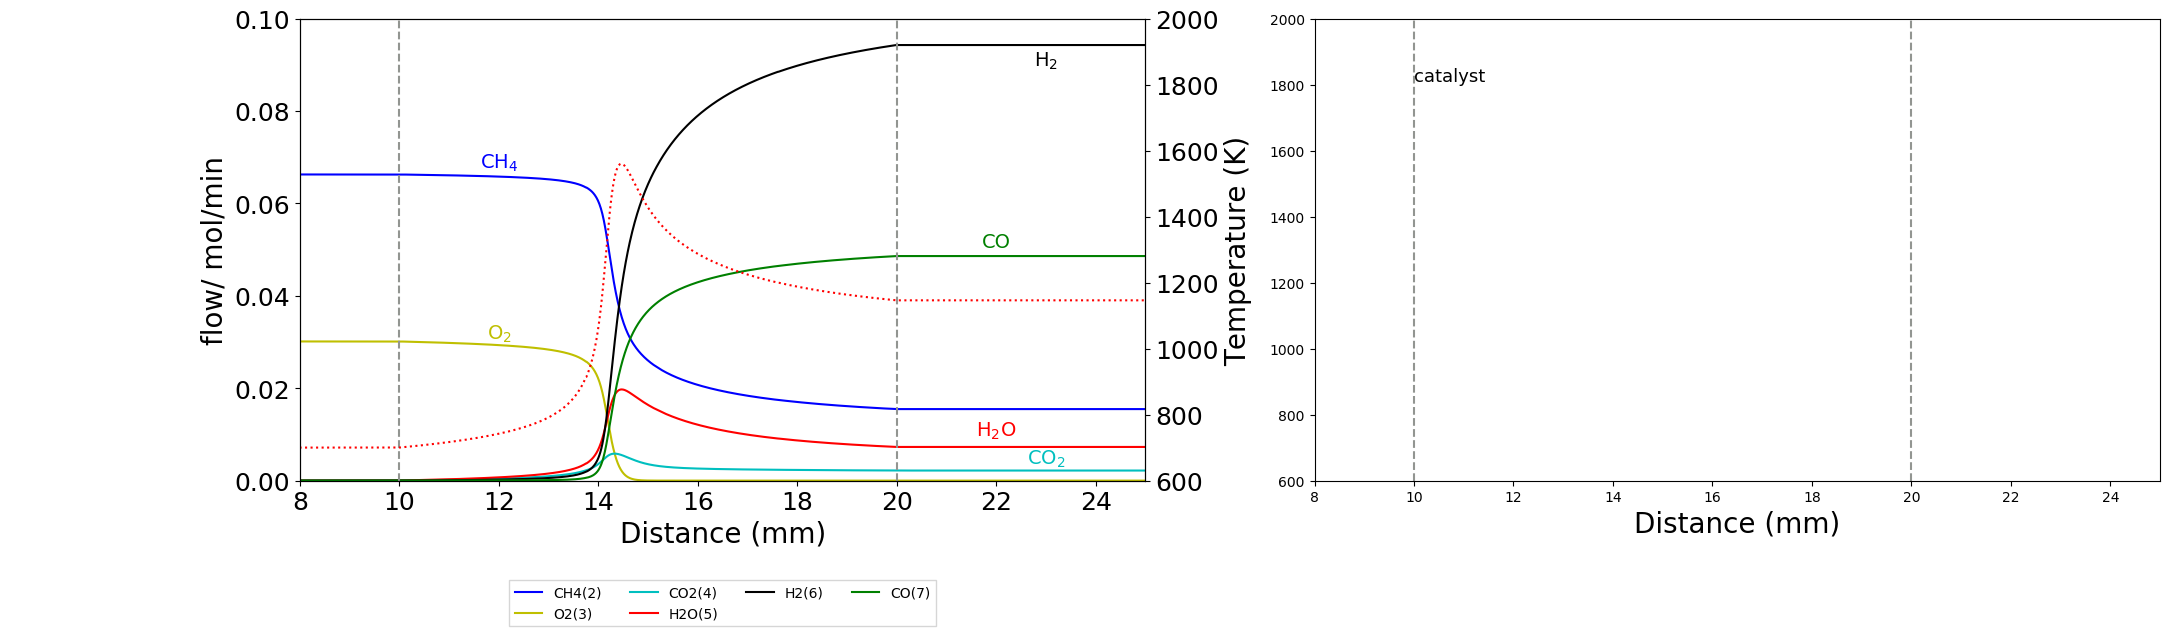 0.10
0.08
0.06
0.04
0.02
0.00
flow/ mol/min
CH₄
O₂
H₂
CO
H₂O
CO₂
2000
1800
1600
1400
1200
1000
800
600
Temperature (K)
8 10 12 14 16 18 20 22 24
Distance (mm)
CH4(2) CO2(4) H2(6) CO(7)
O2(3) H2O(5)
2000
1800
1600
1400
1200
1000
800
600
catalyst
8 10 12 14 16 18 20 22 24
Distance (mm)